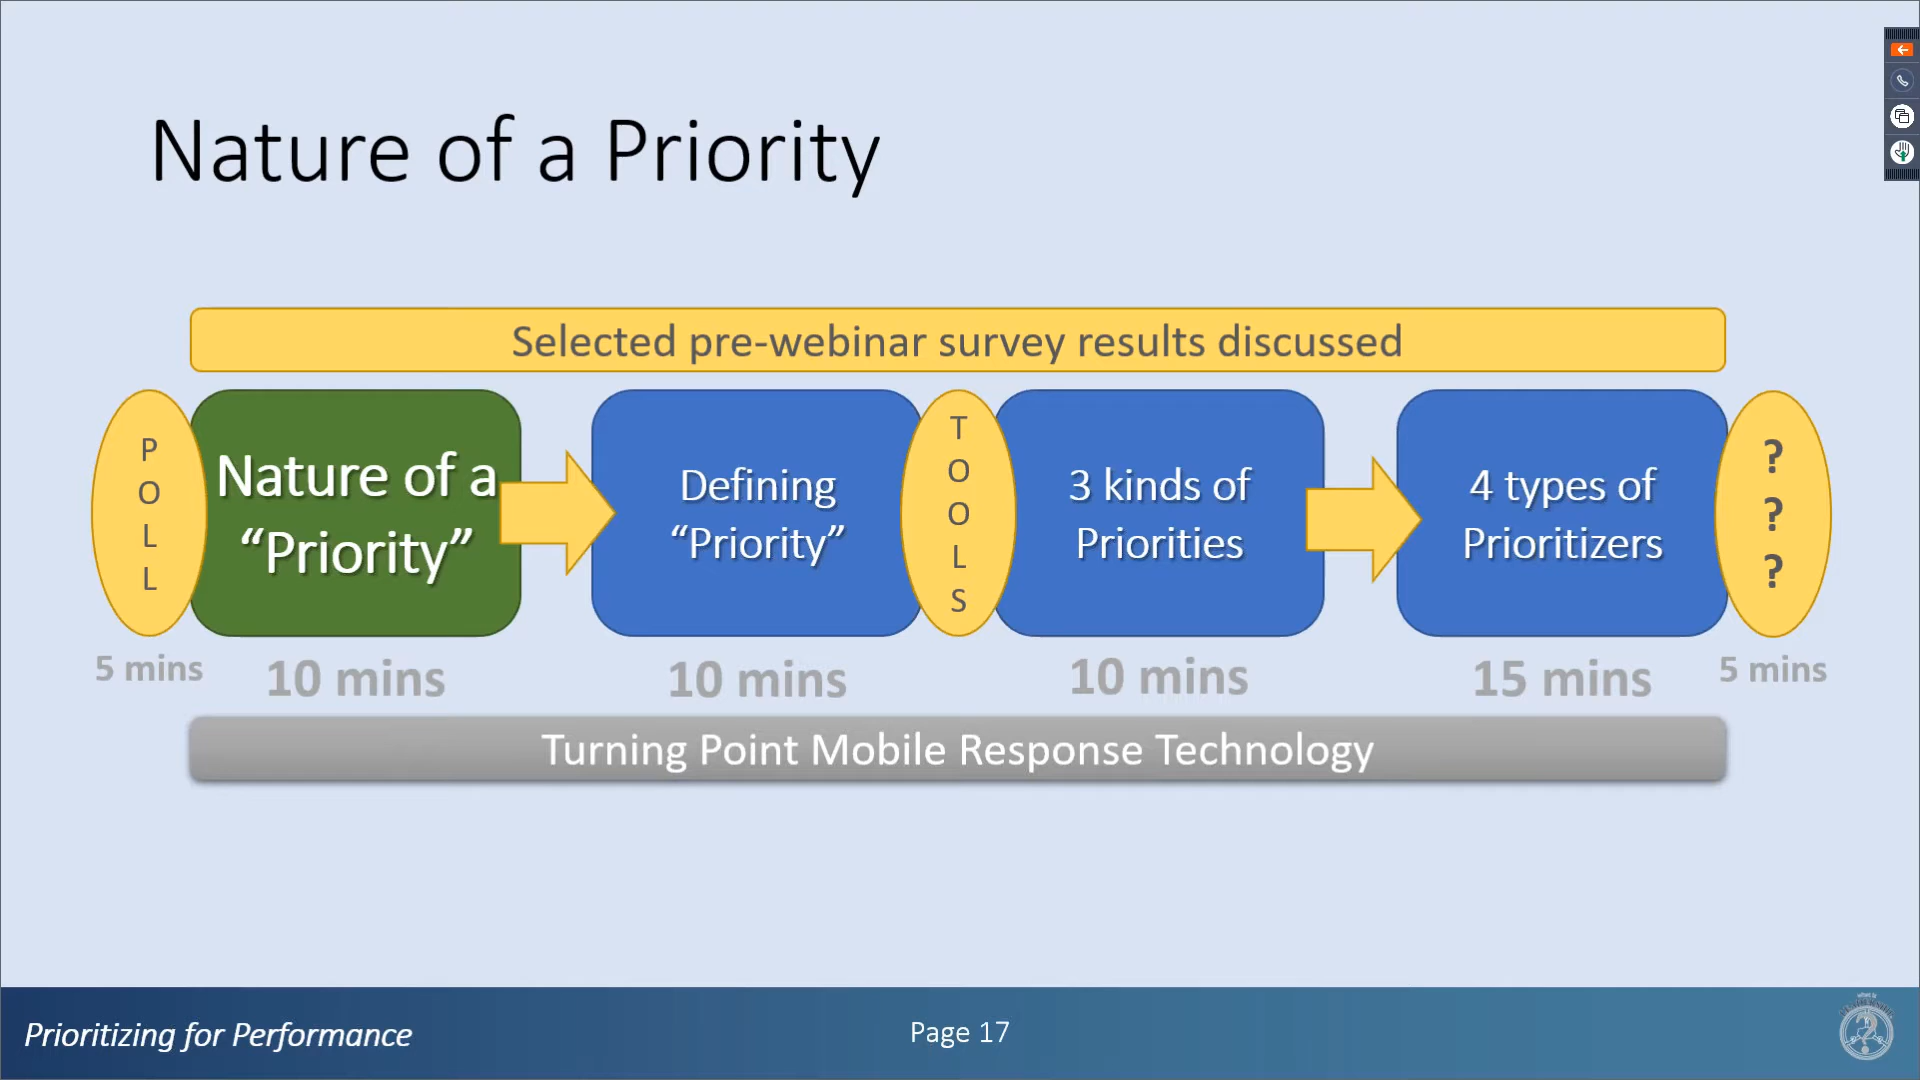 Nature of a Priority
Selected pre-webinar survey results discussed
P
O
L
L
Nature of a
“Priority”
Defining
“Priority”
T
O
O
L
S
3 kinds of
Priorities
4 types of
Prioritizers
?
?
?
5 mins
10 mins
10 mins
10 mins
15 mins
5 mins
Turning Point Mobile Response Technology
Prioritizing for Performance
Page 17